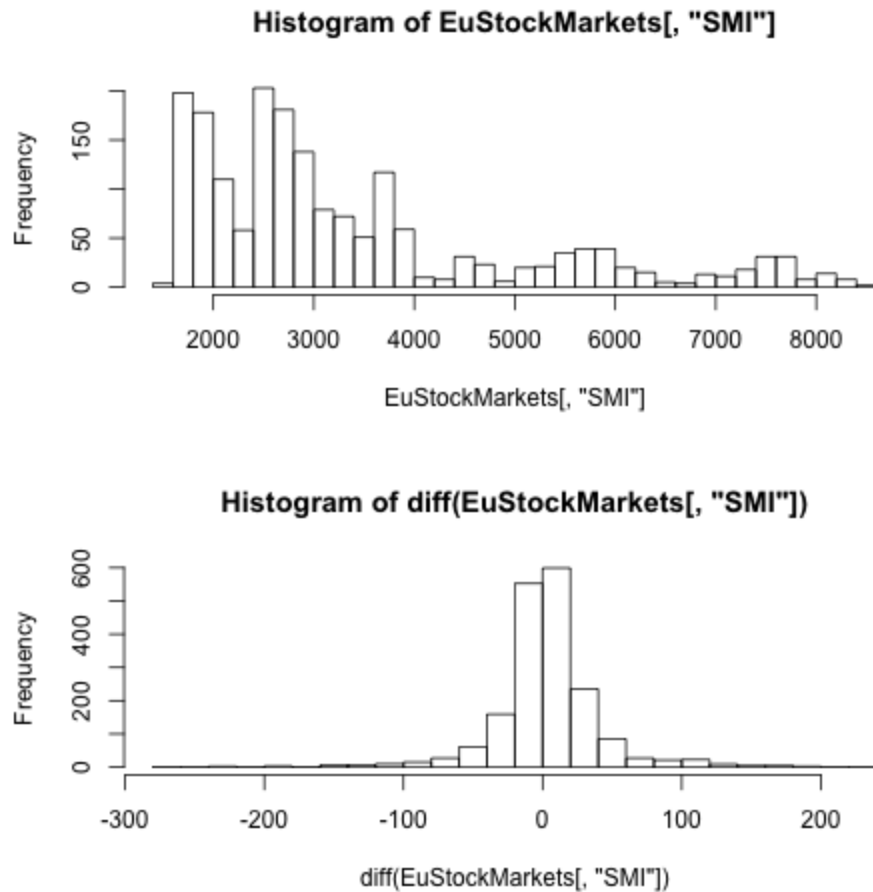 Histogram of EuStockMarkets[, "SMI"]
Frequency
150
50
0
2000 3000 4000 5000 6000 7000 8000
EuStockMarkets[, "SMI"]
Histogram of diff(EuStockMarkets[, "SMI"])
Frequency
600
400
200
0
-300 -200 -100 0 100 200
diff(EuStockMarkets[, "SMI"])